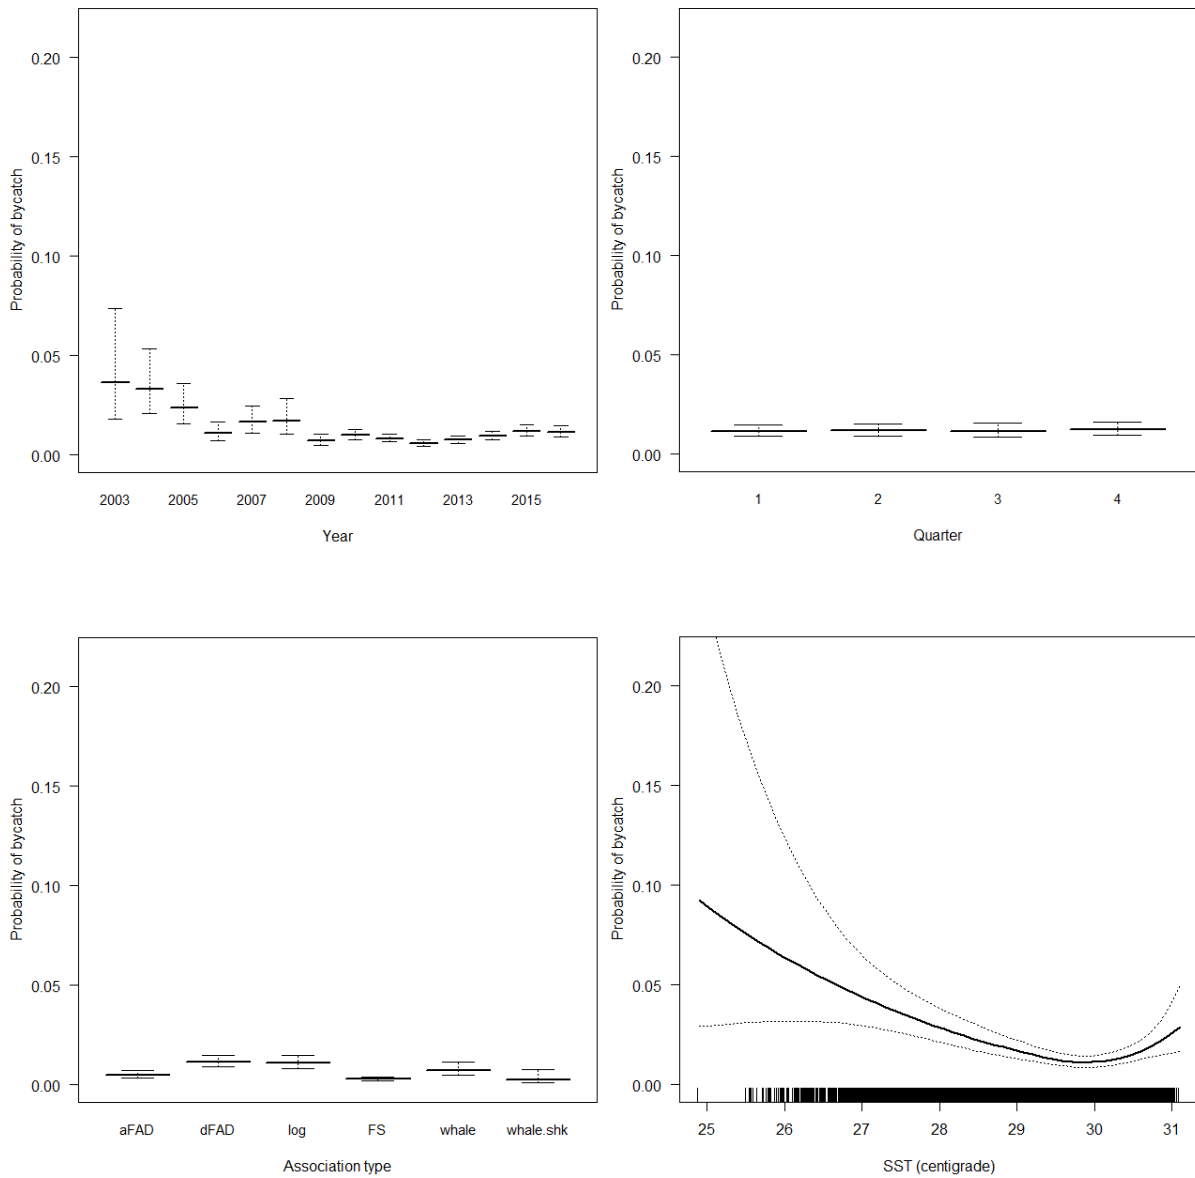 Probability of bycatch
0.20
0.15
0.10
0.05
0.00
2003 2005 2007 2009 2011 2013 2015
Year
Probability of bycatch
0.20
0.15
0.10
0.05
0.00
1 2 3 4
Quarter
Probability of bycatch
0.20
0.15
0.10
0.05
0.00
aFAD dFAD log FS whale whale.shk
Association type
Probability of bycatch
0.20
0.15
0.10
0.05
0.00
25 26 27 28 29 30 31
SST (centigrade)